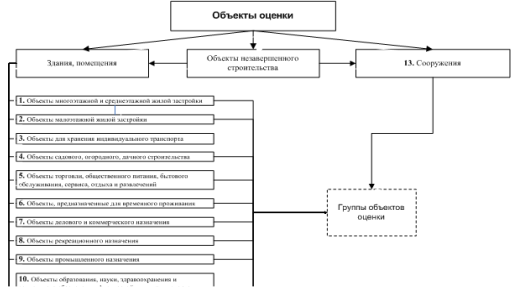 Объекты оценки
Здания, помещения
Объекты незавершенного
строительства
13. Сооружения
1. Объекты многоэтажной и среднеэтажной жилой застройки
2. Объекты малоэтажной жилой застройки
3. Объекты для хранения индивидуального транспорта
4. Объекты садового, огородного, дачного строительства
5. Объекты торговли, общественного питания, бытового
обслуживания, сервиса, отдыха и развлечений
6. Объекты, предназначенные для временного проживания
7. Объекты делового и коммерческого назначения
8. Объекты рекреационного назначения
9. Объекты промышленного назначения
10. Объекты образования, науки, здравоохранения и
Группы объектов
оценки